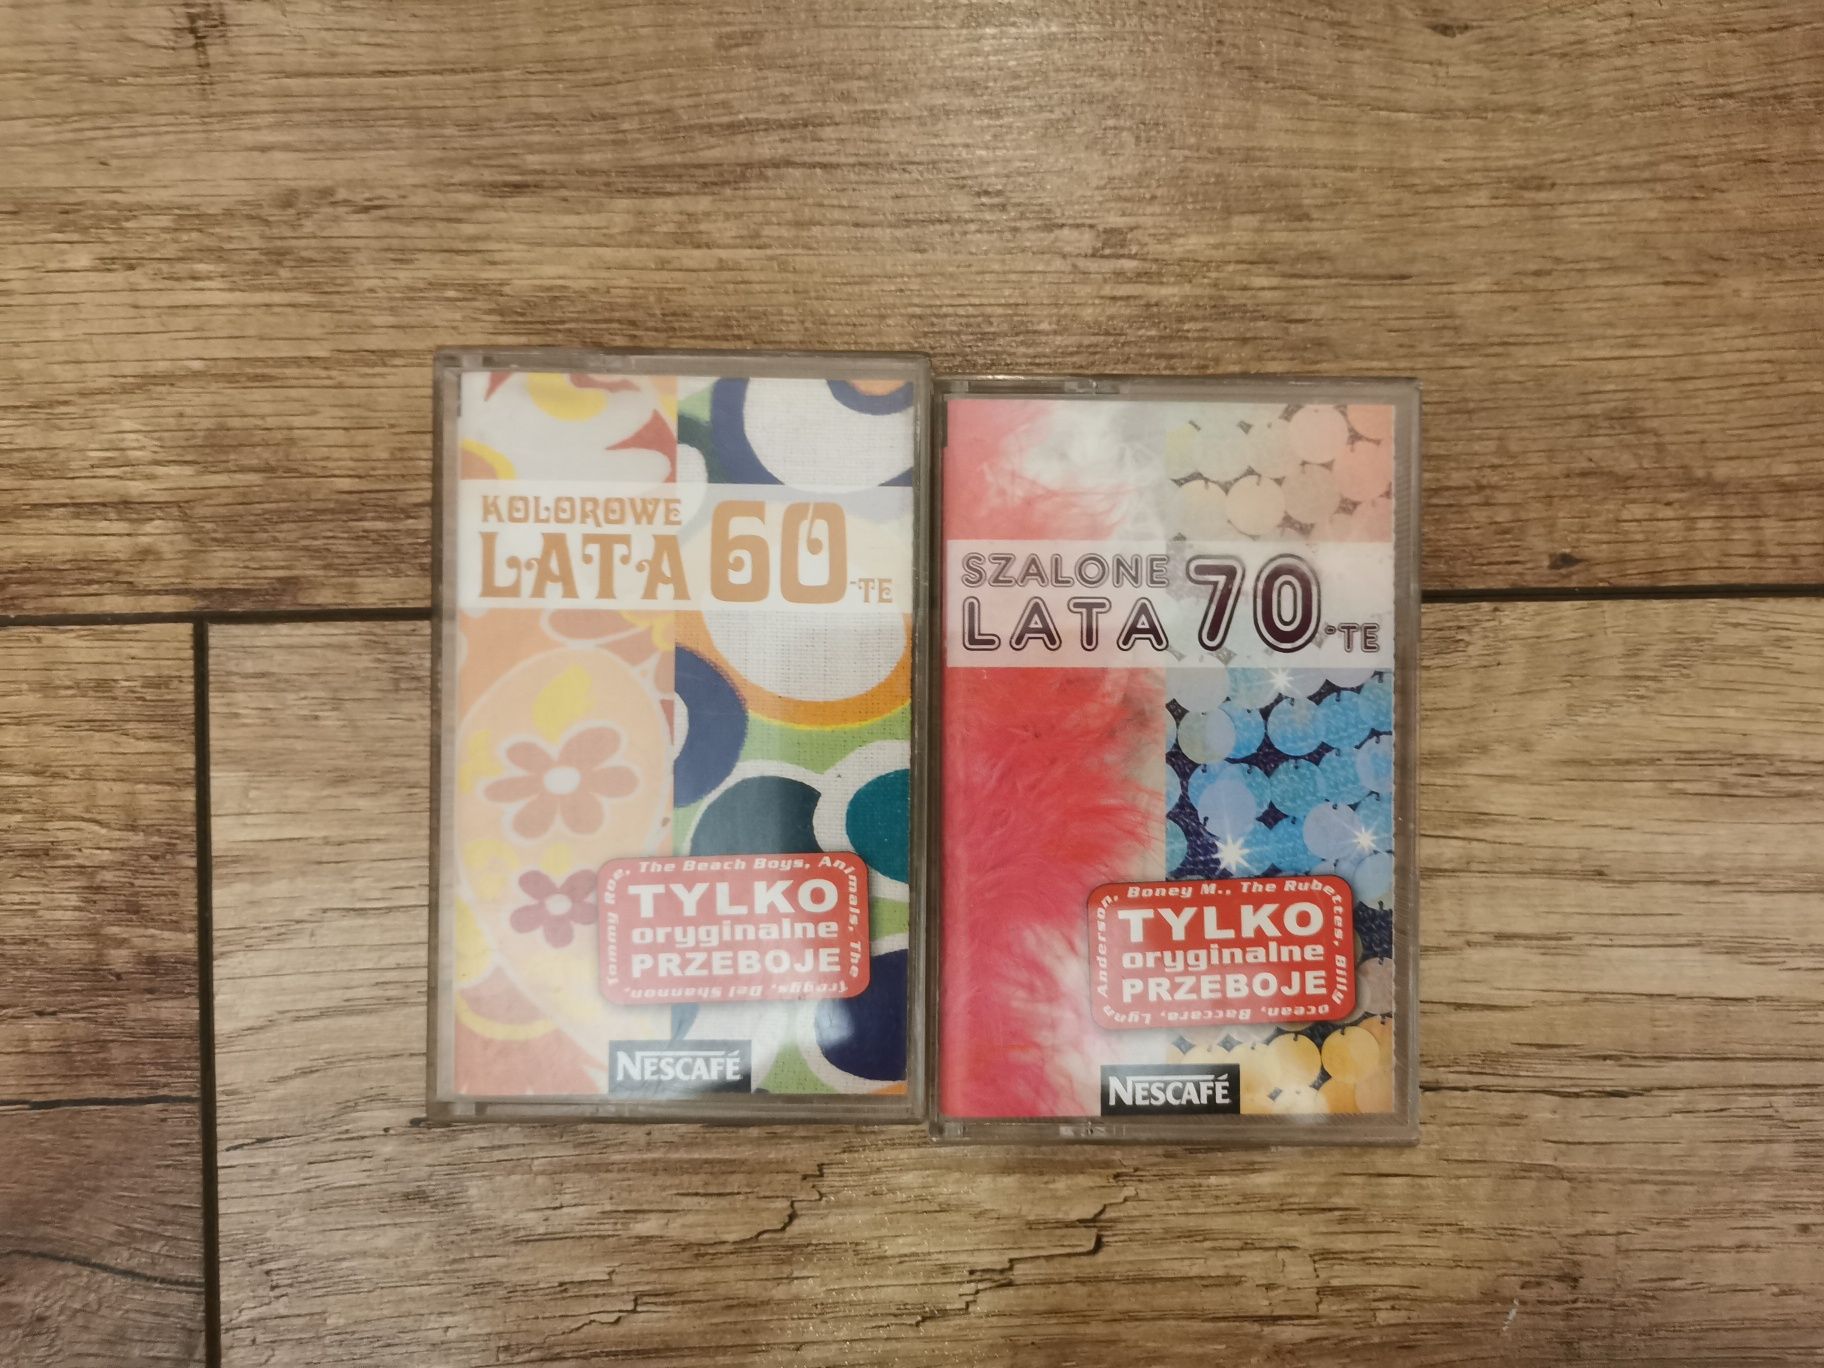 KOLOROWE
LATA 60-TE
The Beach Boys, Animals, The Troggs, Del Shannon, Tommy Roe,
TYLKO
oryginalne
PRZEBOJE
NESCAFÉ
SZALONE
LATA 70-TE
Boney M., The Rubettes, Billy Ocean, Baccara, Lynn Anderson,
TYLKO
oryginalne
PRZEBOJE
NESCAFÉ